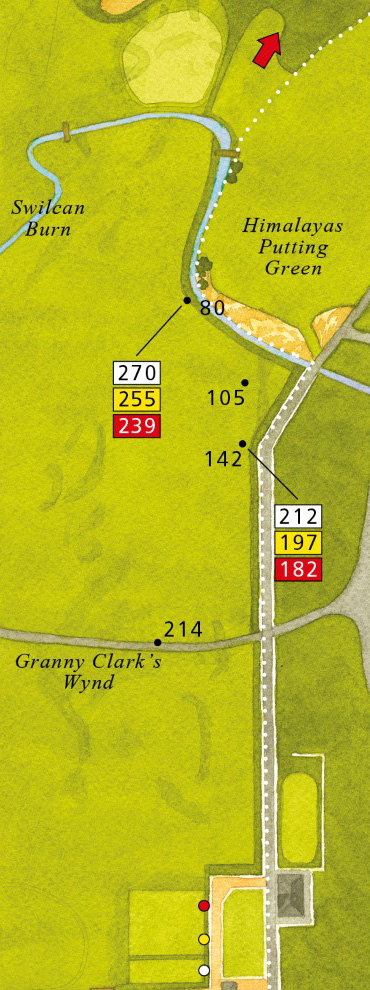 Swilcan
Burn
Himalayas
Putting
Green
80
270
255
239
105
142
212
197
182
214
Granny Clark's
Wynd